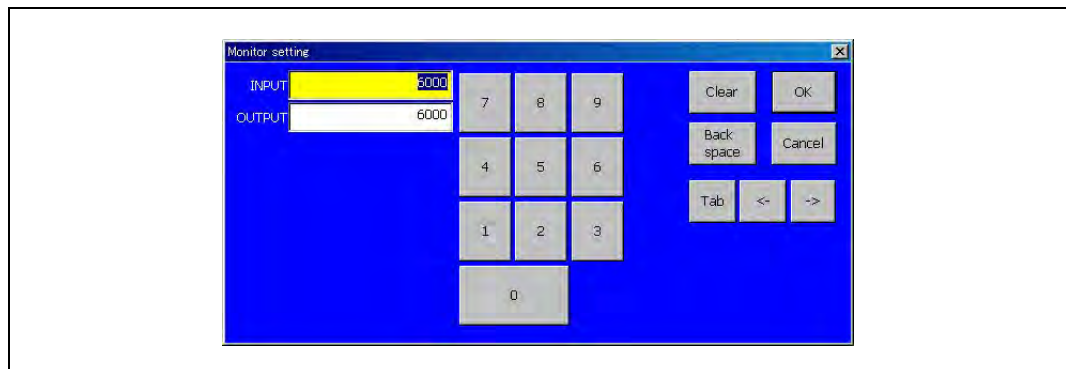 Monitor setting
INPUT 6000
OUTPUT 6000
7 8 9
4 5 6
1 2 3
0
Clear OK
Back space Cancel
Tab <- ->